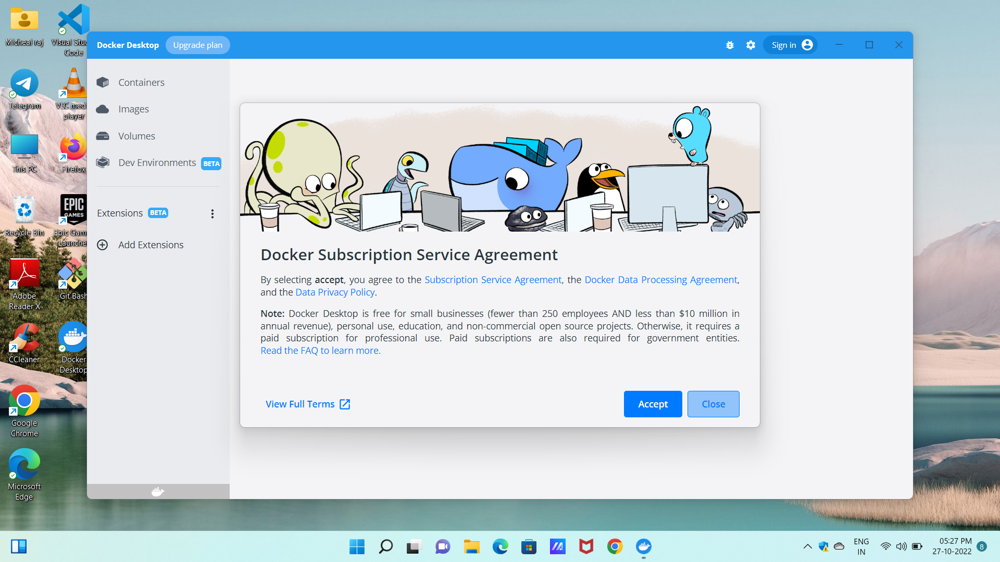 Micheal raj
Visual Stu
Code
Telegram
VLC med
player
This PC
Firefox
Recycle Bin
EPIC
GAMES
Epic Gam
Launche
Adobe
Reader X
Git Bash
CCleaner
Docker
Desktop
Google
Chrome
Microsoft
Edge
Docker Desktop
Upgrade plan
Sign in
Containers
Images
Volumes
Dev Environments BETA
Extensions BETA
Add Extensions
Docker Subscription Service Agreement
By selecting accept, you agree to the Subscription Service Agreement, the Docker Data Processing Agreement,
and the Data Privacy Policy.
Note: Docker Desktop is free for small businesses (fewer than 250 employees AND less than $10 million in
annual revenue), personal use, education, and non-commercial open source projects. Otherwise, it requires a
paid subscription for professional use. Paid subscriptions are also required for government entities.
Read the FAQ to learn more.
View Full Terms
Accept
Close
ENG
IN
05:27 PM
27-10-2022
8